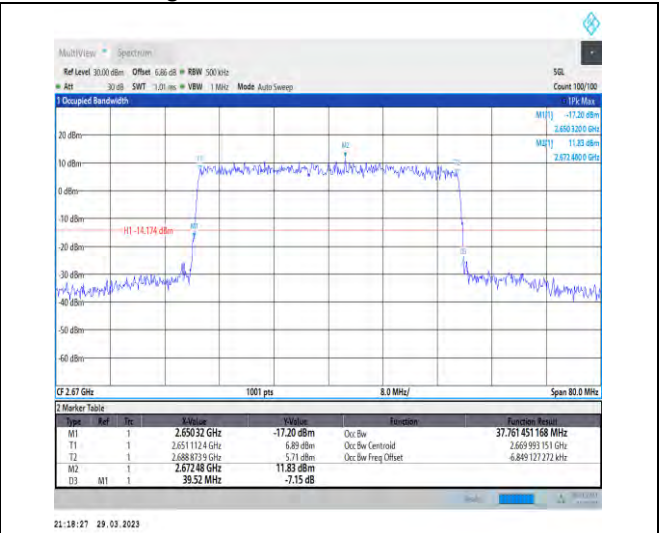 MultiView Spectrum
Ref Level 30.00 dBm Offset 6.86 dB RBW 500 kHz SGL
Att 30 dB SWT 1.01 ms VBW 1 MHz Mode Auto Sweep Count 100/100
1 Occupied Bandwidth 1Pk Max
M1[1] -17.20 dBm
2.650 3200 GHz
M2[1] 11.83 dBm
2.672 4800 GHz
20 dBm
M2
10 dBm
T1
0 dBm
-10 dBm
H1 -14.174 dBm
M1
-20 dBm
D3
-30 dBm
-40 dBm
-50 dBm
-60 dBm
CF 2.67 GHz 1001 pts 8.0 MHz/ Span 80.0 MHz
2 Marker Table
Type Ref Trc X-Value Y-Value Function Function Result
M1 1 2.65032 GHz -17.20 dBm Occ Bw 37.761 451 168 MHz
T1 1 2.651 112 4 GHz 6.89 dBm Occ Bw Centroid 2.669 993 151 GHz
T2 1 2.688 873 9 GHz 5.71 dBm Occ Bw Freq Offset -6.849 127 272 kHz
M2 1 2.672 48 GHz 11.83 dBm
D3 M1 1 39.52 MHz -7.15 dB
21:18:27 29.03.2023